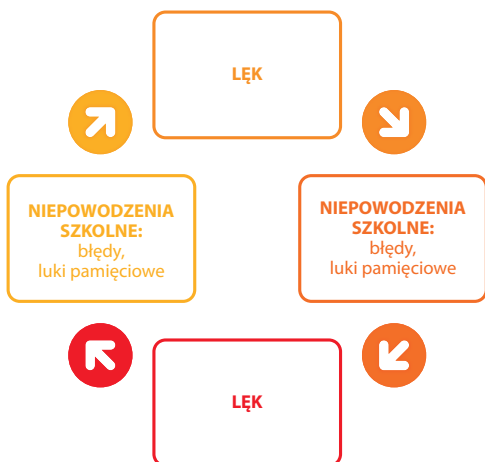 LĘK
NIEPOWODZENIA
SZKOLNE:
błędy,
luki pamięciowe
NIEPOWODZENIA
SZKOLNE:
błędy,
luki pamięciowe
LĘK